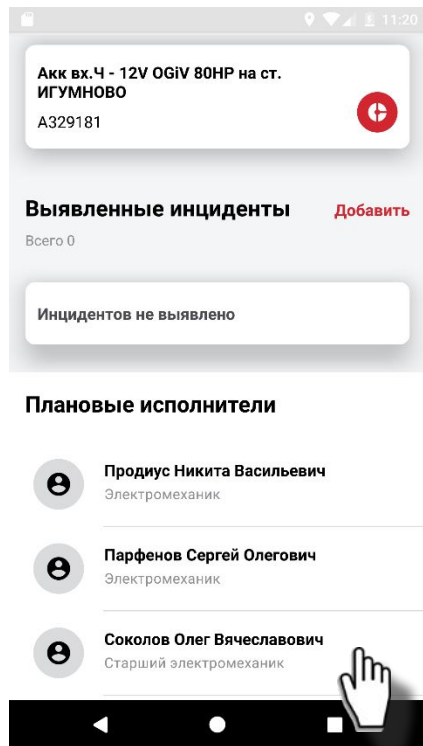 11:20
Акк вх.Ч - 12V OGiV 80HP на ст.
ИГУМНОВО
A329181
Выявленные инциденты
Добавить
Всего 0
Инцидентов не выявлено
Плановые исполнители
Продиус Никита Васильевич
Электромеханик
Парфенов Сергей Олегович
Электромеханик
Соколов Олег Вячеславович
Старший электромеханик